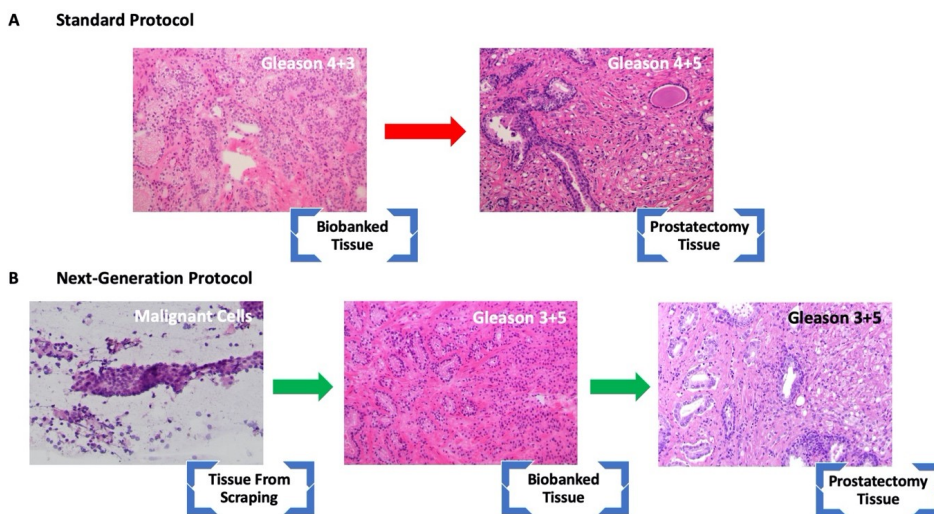 A Standard Protocol
Gleason 4+3
Gleason 4+5
Biobanked
Tissue
Prostatectomy
Tissue
B Next-Generation Protocol
Malignant Cells
Gleason 3+5
Gleason 3+5
Tissue From
Scraping
Biobanked
Tissue
Prostatectomy
Tissue